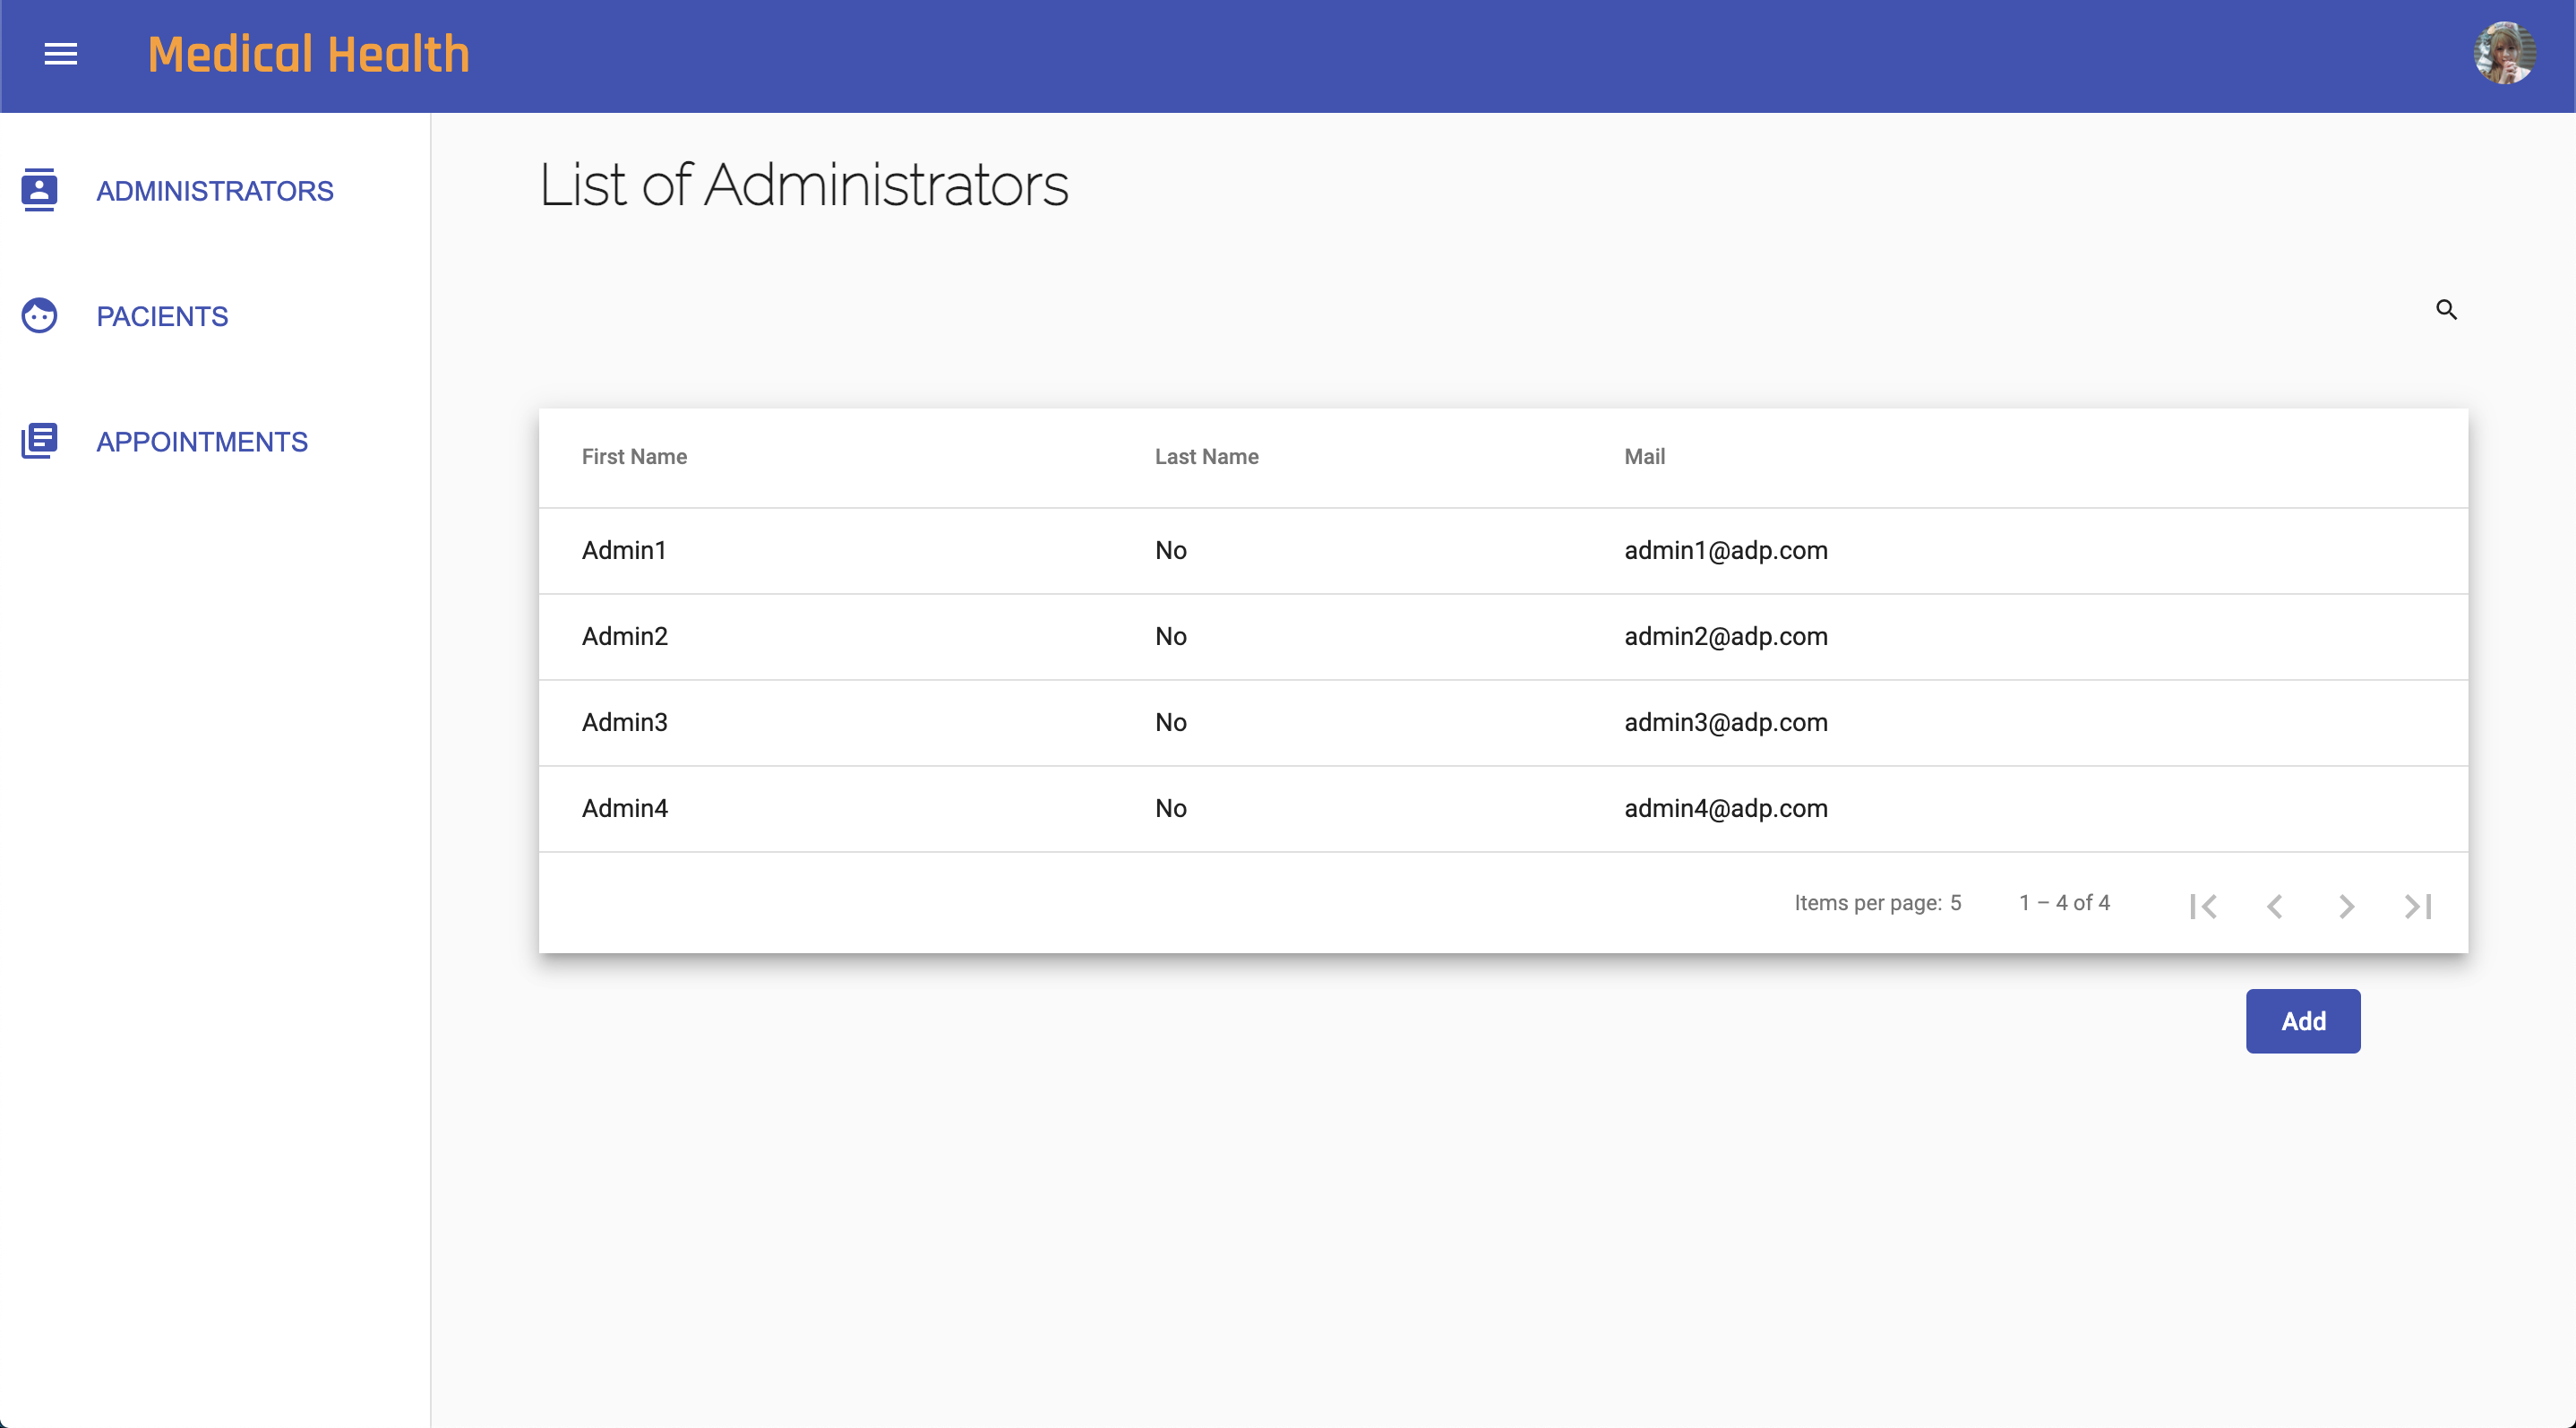 Medical Health
ADMINISTRATORS
PACIENTS
APPOINTMENTS
List of Administrators
First Name Last Name Mail
Admin1 No admin1@adp.com
Admin2 No admin2@adp.com
Admin3 No admin3@adp.com
Admin4 No admin4@adp.com
Items per page: 5 1 – 4 of 4
Add